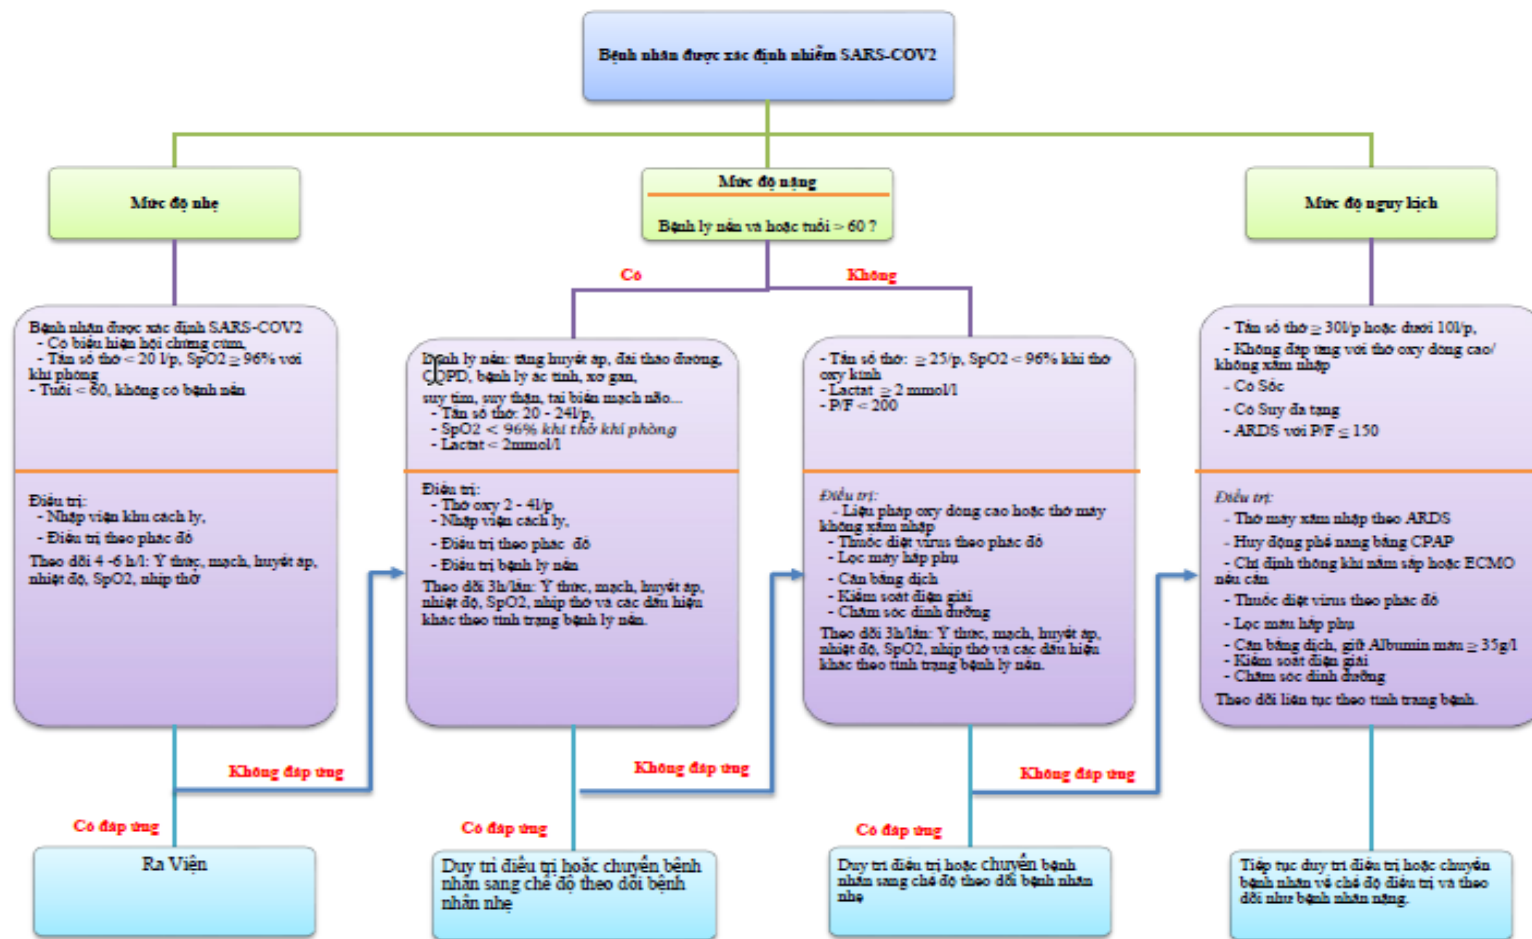 Bệnh nhân được xác định nhiễm SARS-COV2
Mức độ nhẹ
Mức độ nặng
Bệnh lý nền và hoặc tuổi > 60 ?
Mức độ nguy kịch
Có
Không
Bệnh nhân được xác định SARS-COV2
- Có biểu hiện hội chứng cúm,
- Tần số thở < 20 l/p, SpO2 ≥ 96% với
khí phòng
- Tuổi < 60, không có bệnh nền
Điều trị:
- Nhập viện khu cách ly,
- Điều trị theo phác đồ
Theo dõi 4 -6 h/l: Ý thức, mạch, huyết áp,
nhiệt độ, SpO2, nhịp thở
Bệnh lý nền: tăng huyết áp, đái tháo đường,
COPD, bệnh lý ác tính, xơ gan,
suy tim, suy thận, tai biến mạch não...
- Tần số thở: 20 - 24l/p,
- SpO2 < 96% khi thở khí phòng
- Lactat < 2mmol/l
Điều trị:
- Thở oxy 2 - 4l/p
- Nhập viện cách ly,
- Điều trị theo phác đồ
- Điều trị bệnh lý nền
Theo dõi 3h/lần: Ý thức, mạch, huyết áp,
nhiệt độ, SpO2, nhịp thở và các dấu hiệu
khác theo tình trạng bệnh lý nền.
- Tần số thở: ≥ 25/p, SpO2 < 96% khi thở
oxy kính
- Lactat ≥ 2 mmol/l
- P/F < 200
Điều trị:
- Liệu pháp oxy dòng cao hoặc thở máy
không xâm nhập
- Thuốc diệt virus theo phác đồ
- Lọc máy hấp phụ
- Cân bằng dịch
- Kiểm soát điện giải
- Chăm sóc dinh dưỡng
Theo dõi 3h/lần: Ý thức, mạch, huyết áp,
nhiệt độ, SpO2, nhịp thở và các dấu hiệu
khác theo tình trạng bệnh lý nền.
- Tần số thở ≥ 30l/p hoặc dưới 10l/p,
- Không đáp ứng với thở oxy dòng cao/
không xâm nhập
- Có Sốc
- Có Suy đa tạng
- ARDS với P/F ≤ 150
Điều trị:
- Thở máy xâm nhập theo ARDS
- Huy động phế nang bằng CPAP
- Chỉ định thông khí nằm sấp hoặc ECMO
nếu cần
- Thuốc diệt virus theo phác đồ
- Lọc máu hấp phụ
- Cân bằng dịch, giữ Albumin máu ≥ 35g/l
- Kiểm soát điện giải
- Chăm sóc dinh dưỡng
Theo dõi liên tục theo tình trạng bệnh.
Không đáp ứng
Không đáp ứng
Không đáp ứng
Có đáp ứng
Có đáp ứng
Có đáp ứng
Ra Viện
Duy trì điều trị hoặc chuyển bệnh
nhân sang chế độ theo dõi bệnh
nhân nhẹ
Duy trì điều trị hoặc chuyển bệnh
nhân sang chế độ theo dõi bệnh nhân
nhẹ
Tiếp tục duy trì điều trị hoặc chuyển
bệnh nhân về chế độ điều trị và theo
dõi như bệnh nhân nặng.